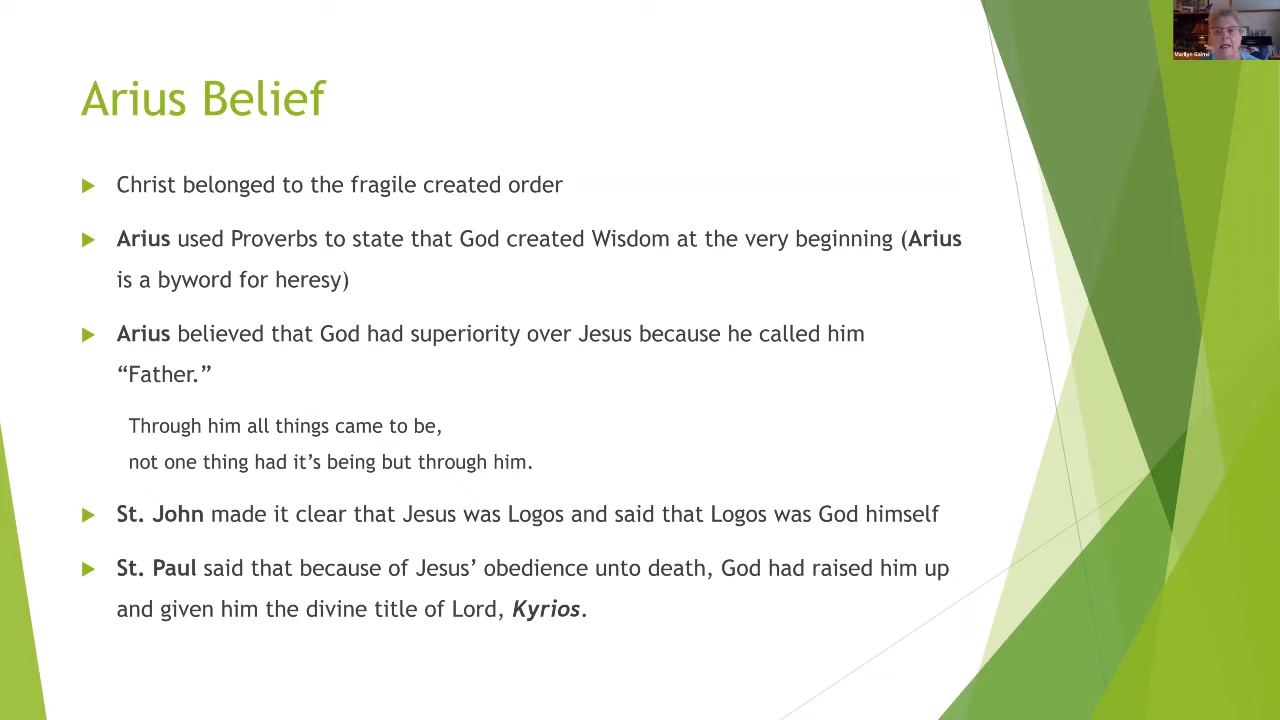 Arius Belief
Christ belonged to the fragile created order
Arius used Proverbs to state that God created Wisdom at the very beginning (Arius
is a byword for heresy)
Arius believed that God had superiority over Jesus because he called him
“Father.”
Through him all things came to be,
not one thing had it’s being but through him.
St. John made it clear that Jesus was Logos and said that Logos was God himself
St. Paul said that because of Jesus’ obedience unto death, God had raised him up
and given him the divine title of Lord, Kyrios.
Marilyn Gairns